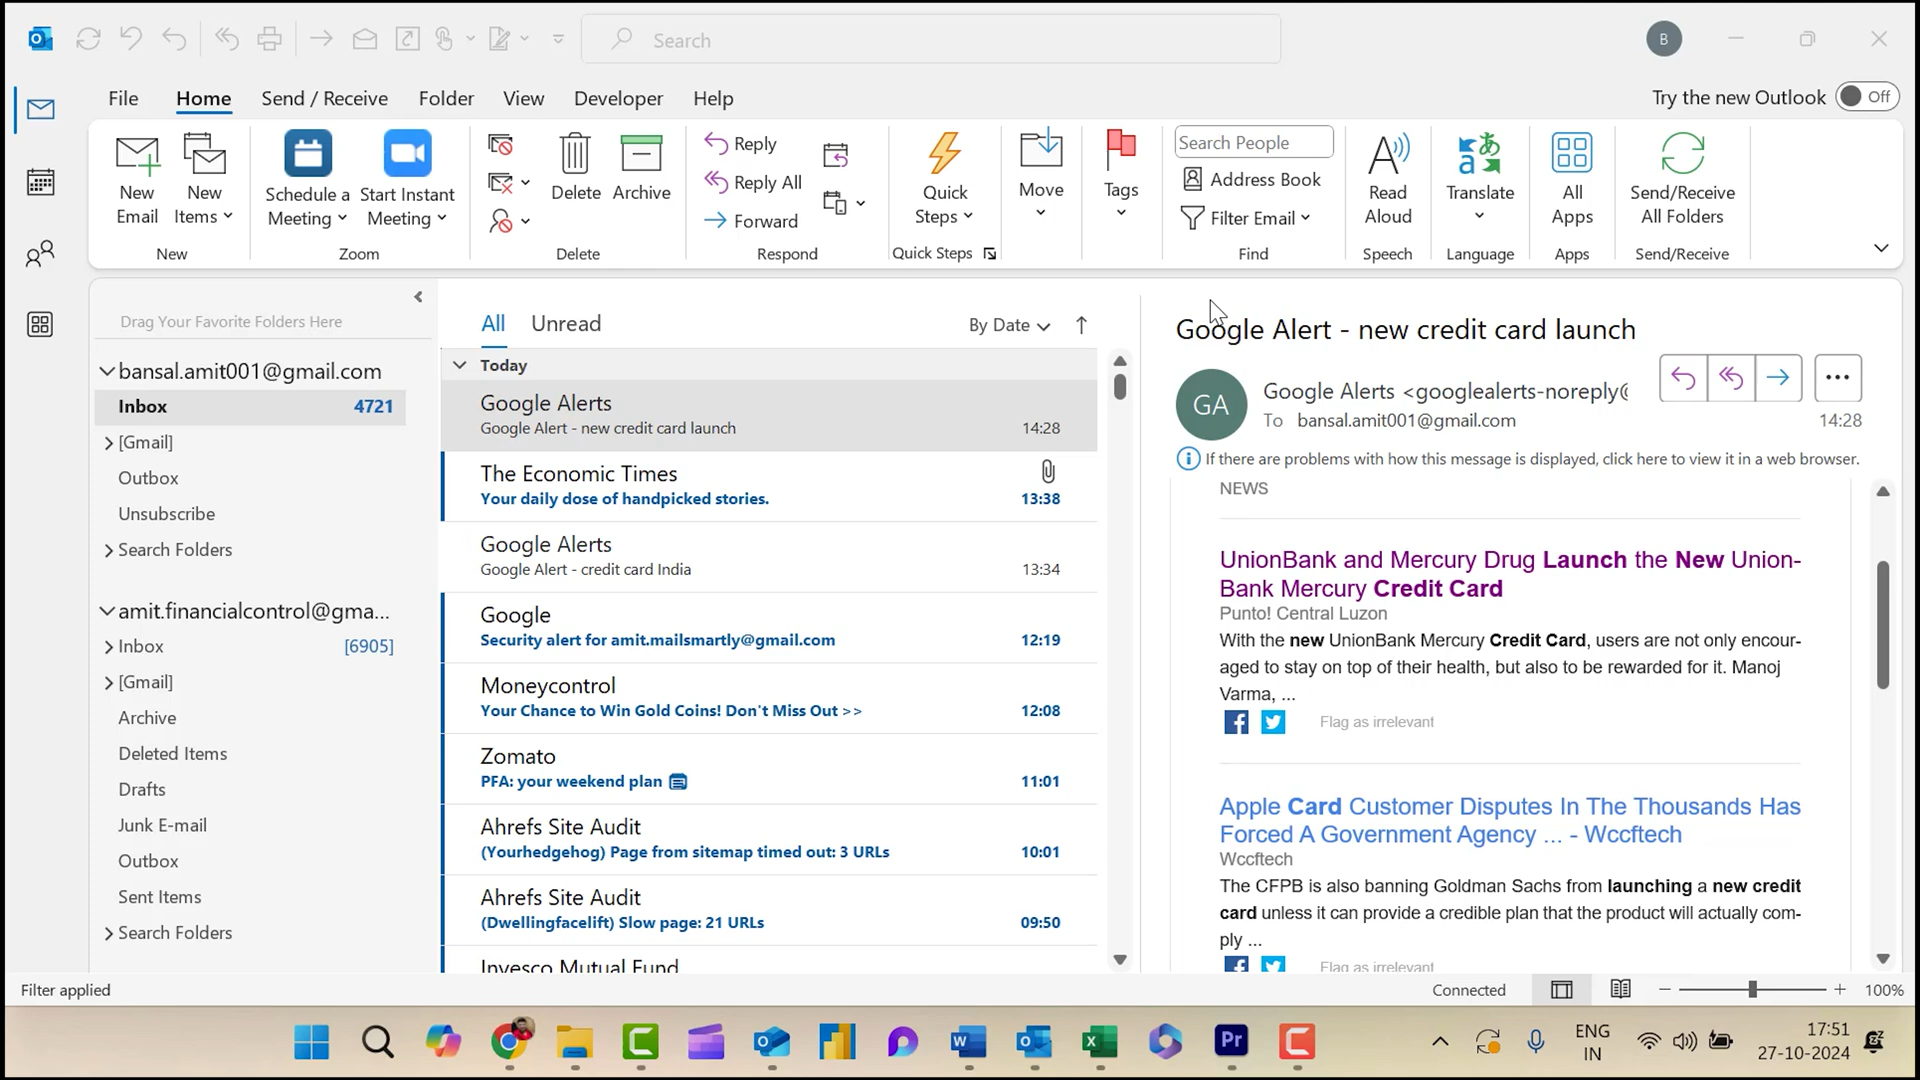 Search
B
File
Home
Send / Receive
Folder
View
Developer
Help
Try the new Outlook
Off
New
Email
New
Items
New
Schedule a
Meeting
Start Instant
Meeting
Zoom
Delete
Archive
Delete
Reply
Reply All
Forward
Respond
Quick
Steps
Quick Steps
Move
Tags
Search People
Address Book
Filter Email
Find
Read
Aloud
Speech
Translate
Language
All
Apps
Apps
Send/Receive
All Folders
Send/Receive
Drag Your Favorite Folders Here
bansal.amit001@gmail.com
Inbox 4721
[Gmail]
Outbox
Unsubscribe
Search Folders
amit.financialcontrol@gma...
Inbox [6905]
[Gmail]
Archive
Deleted Items
Drafts
Junk E-mail
Outbox
Sent Items
Search Folders
All
Unread
By Date
Today
Google Alerts
Google Alert - new credit card launch 14:28
The Economic Times
Your daily dose of handpicked stories. 13:38
Google Alerts
Google Alert - credit card India 13:34
Google
Security alert for amit.mailsmartly@gmail.com 12:19
Moneycontrol
Your Chance to Win Gold Coins! Don't Miss Out >> 12:08
Zomato
PFA: your weekend plan 11:01
Ahrefs Site Audit
(Yourhedgehog) Page from sitemap timed out: 3 URLs 10:01
Ahrefs Site Audit
(Dwellingfacelift) Slow page: 21 URLs 09:50
Invesco Mutual Fund
Google Alert - new credit card launch
GA
Google Alerts <googlealerts-noreply@
To bansal.amit001@gmail.com
14:28
If there are problems with how this message is displayed, click here to view it in a web browser.
NEWS
UnionBank and Mercury Drug Launch the New Union-
Bank Mercury Credit Card
Punto! Central Luzon
With the new UnionBank Mercury Credit Card, users are not only encour-
aged to stay on top of their health, but also to be rewarded for it. Manoj
Varma, ...
Flag as irrelevant
Apple Card Customer Disputes In The Thousands Has
Forced A Government Agency ... - Wccftech
Wccftech
The CFPB is also banning Goldman Sachs from launching a new credit
card unless it can provide a credible plan that the product will actually com-
ply ...
Flag as irrelevant
Filter applied
Connected
100%
ENG
IN
17:51
27-10-2024